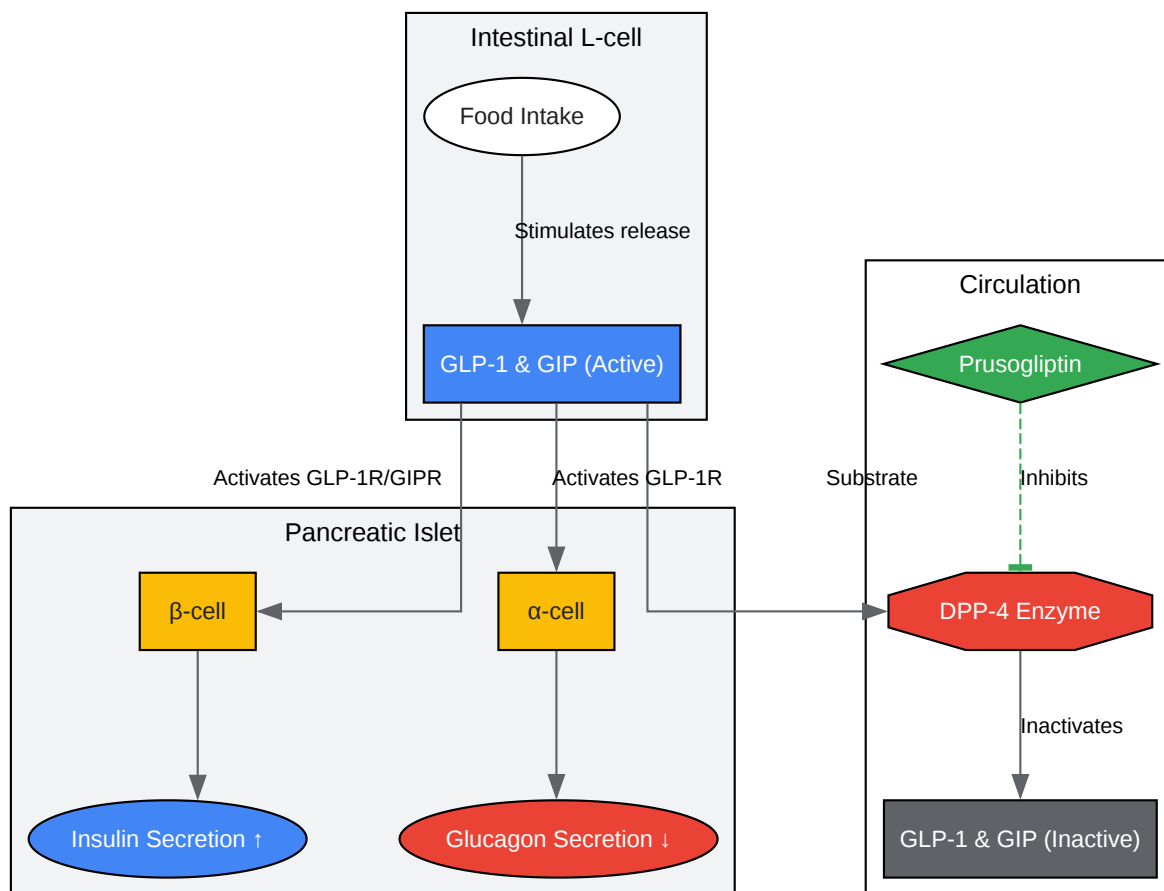 Intestinal L-cell
Food Intake
Stimulates release
Circulation
GLP-1 & GIP (Active)
Prusogliptin
Activates GLP-1R/GIPR
Activates GLP-1R
Substrate
Inhibits
Pancreatic Islet
β-cell
α-cell
DPP-4 Enzyme
Inactivates
Insulin Secretion ↑
Glucagon Secretion ↓
GLP-1 & GIP (Inactive)